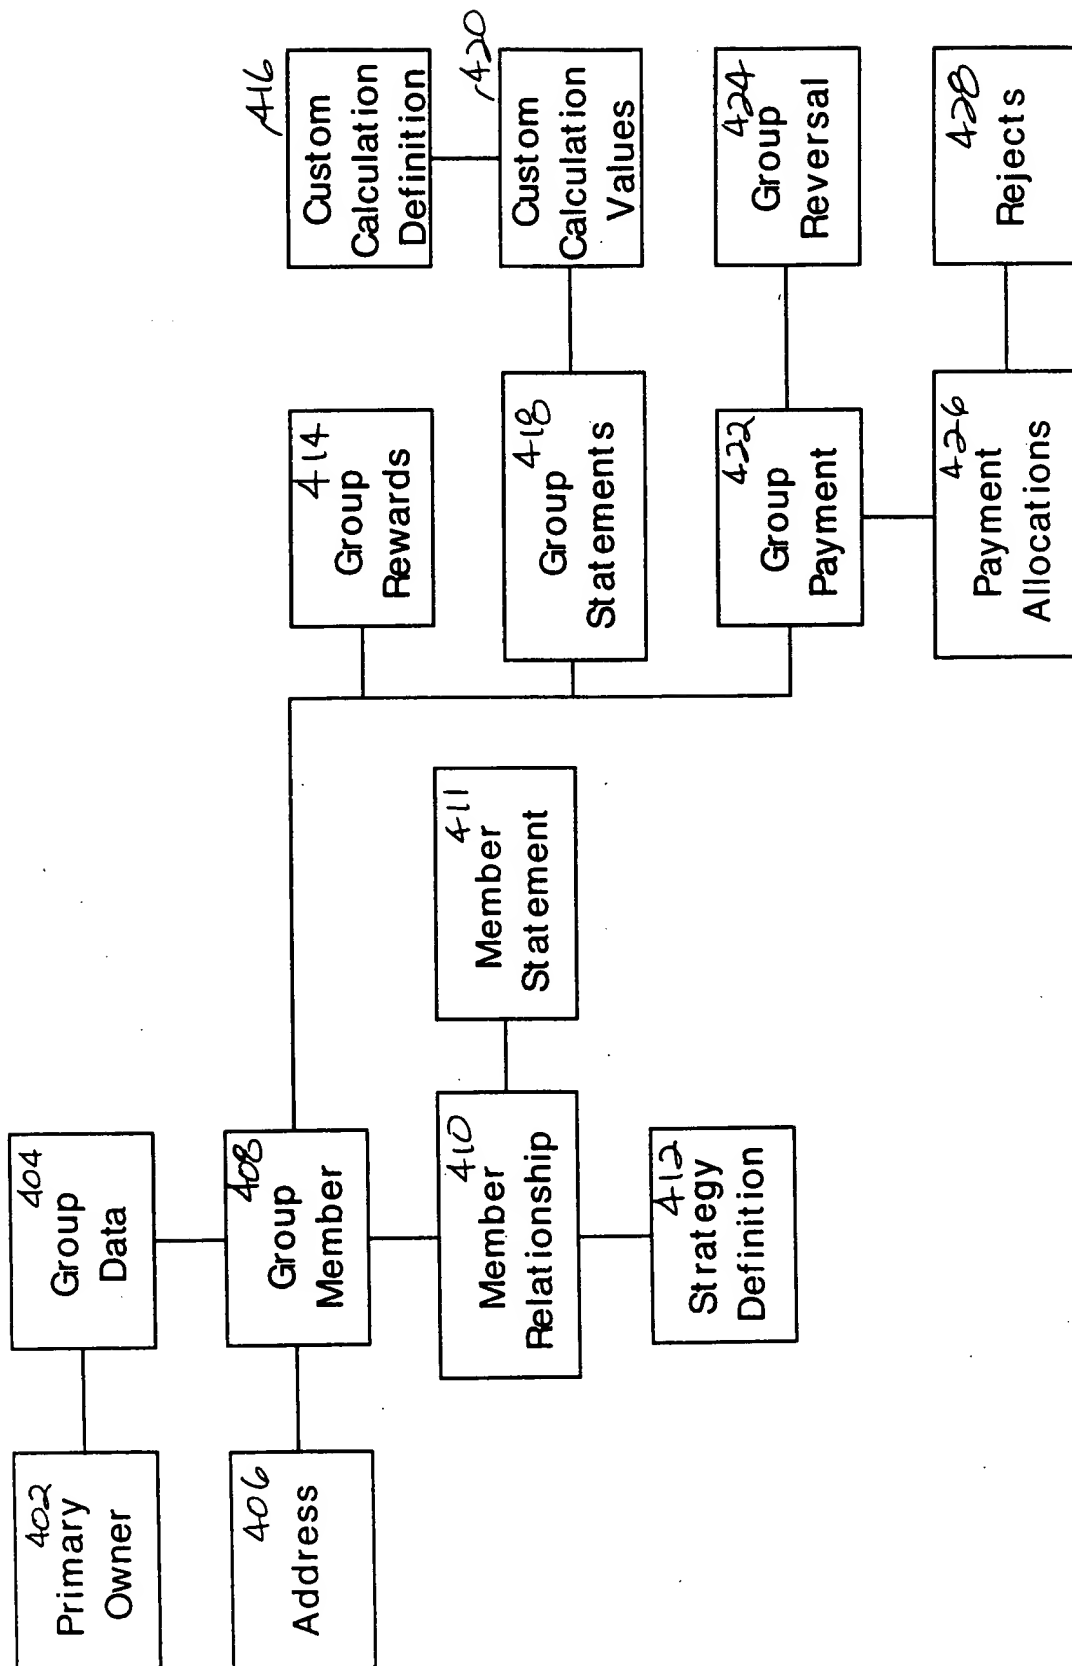 402
Primary
Owner
404
Group
Data
406
Address
408
Group
Member
410
Member
Relationship
411
Member
Statement
412
Strategy
Definition
414
Group
Rewards
416
Custom
Calculation
Definition
418
Group
Statements
420
Custom
Calculation
Values
422
Group
Payment
424
Group
Reversal
426
Payment
Allocations
428
Rejects